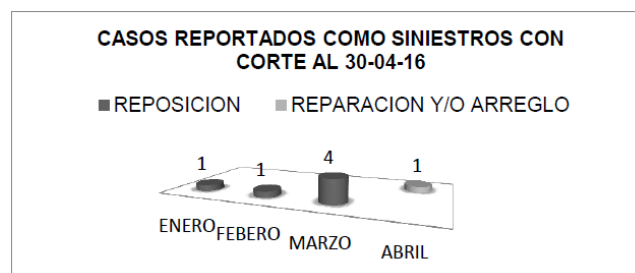 CASOS REPORTADOS COMO SINIESTROS CON
CORTE AL 30-04-16
REPOSICION REPARACION Y/O ARREGLO
1 1 4 1
ENERO FEBERO MARZO ABRIL